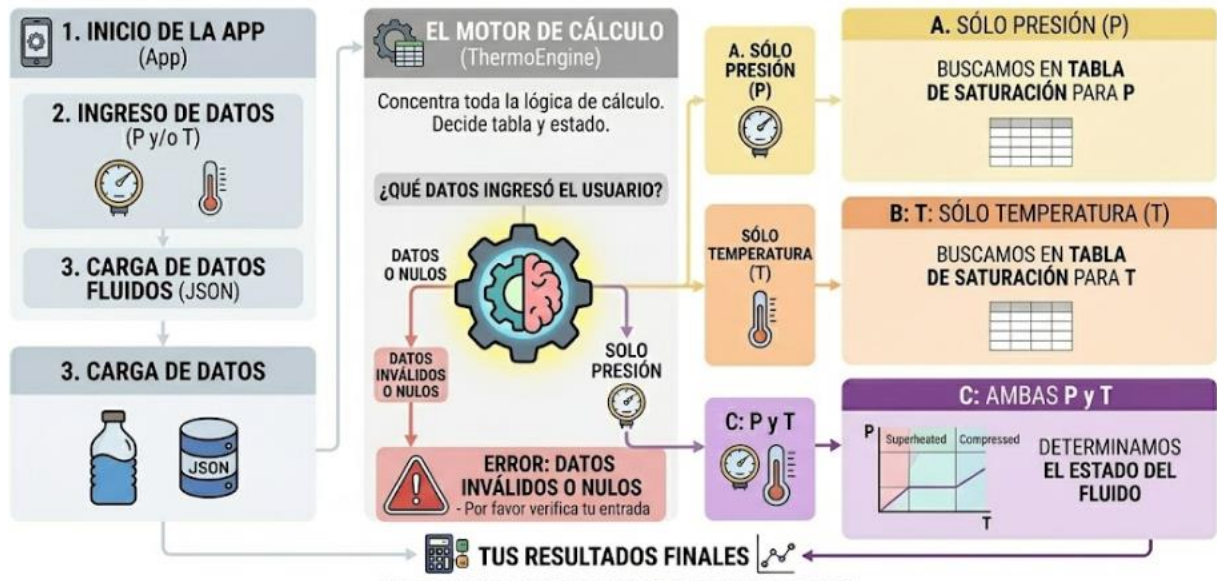 1. INICIO DE LA APP
(App)
2. INGRESO DE DATOS
(P y/o T)
3. CARGA DE DATOS
FLUIDOS (JSON)
3. CARGA DE DATOS
JSON
EL MOTOR DE CÁLCULO
(ThermoEngine)
Concentra toda la lógica de cálculo.
Decide tabla y estado.
¿QUÉ DATOS INGRESÓ EL USUARIO?
DATOS
O NULOS
DATOS
INVÁLIDOS
O NULOS
SOLO
PRESIÓN
ERROR: DATOS
INVÁLIDOS O NULOS
- Por favor verifica tu entrada
A. SÓLO
PRESIÓN
(P)
SÓLO
TEMPERATURA
(T)
C: P y T
A. SÓLO PRESIÓN (P)
BUSCAMOS EN TABLA
DE SATURACIÓN PARA P
B: T: SÓLO TEMPERATURA (T)
BUSCAMOS EN TABLA
DE SATURACIÓN PARA T
C: AMBAS P y T
P
Superheated
Compressed
T
DETERMINAMOS
EL ESTADO DEL
FLUIDO
TUS RESULTADOS FINALES